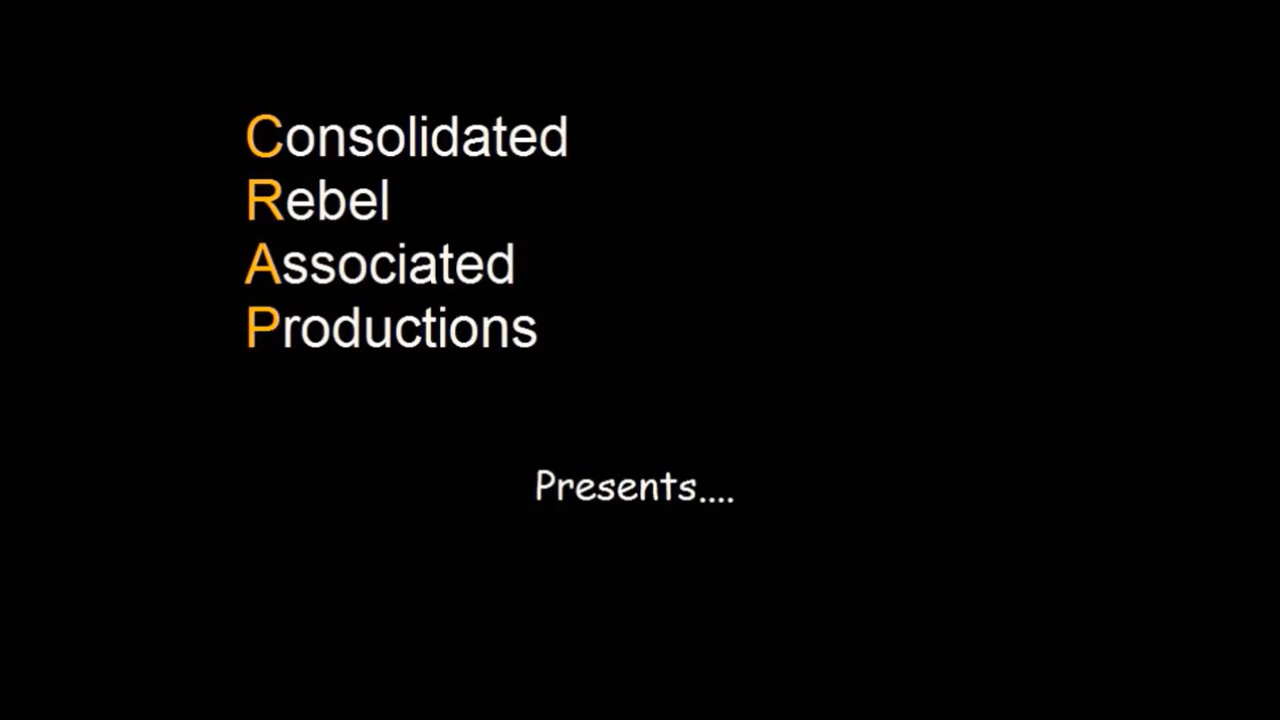 Consolidated
Rebel
Associated
Productions
Presents....